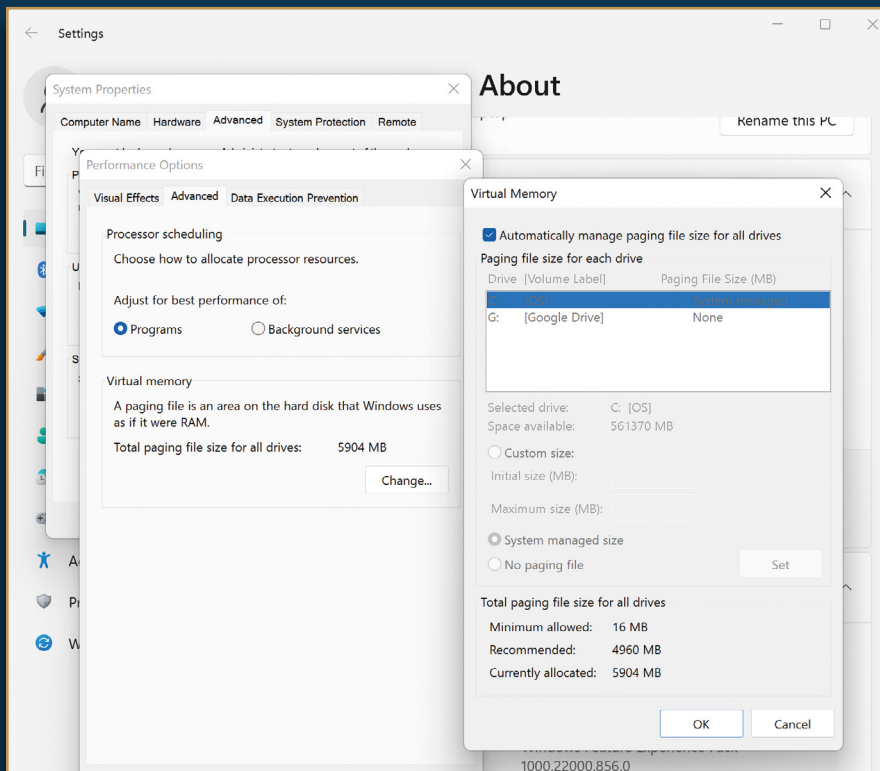 Settings
System Properties
About
Computer Name Hardware Advanced System Protection Remote
Rename this PC
Fi
Performance Options
Visual Effects Advanced Data Execution Prevention
Processor scheduling
Choose how to allocate processor resources.
Adjust for best performance of:
Programs Background services
Virtual memory
A paging file is an area on the hard disk that Windows uses
as if it were RAM.
Total paging file size for all drives: 5904 MB
Change...
Virtual Memory
Automatically manage paging file size for all drives
Paging file size for each drive
Drive [Volume Label] Paging File Size (MB)
C: [OS] System managed
G: [Google Drive] None
Selected drive: C: [OS]
Space available: 561370 MB
Custom size:
Initial size (MB):
Maximum size (MB):
System managed size
No paging file Set
Total paging file size for all drives
Minimum allowed: 16 MB
Recommended: 4960 MB
Currently allocated: 5904 MB
OK Cancel
Windows Feature Experience Pack
1000.22000.856.0